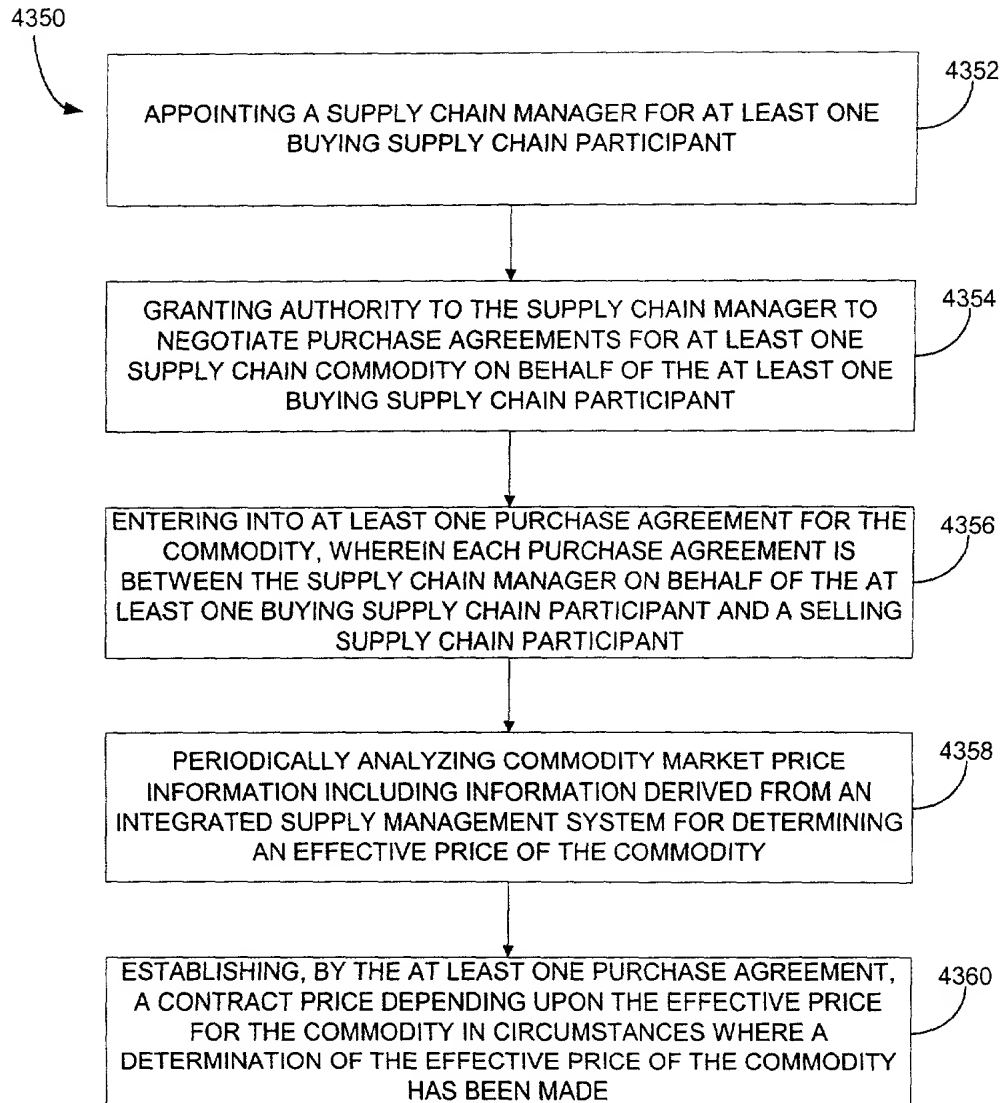 4350
4352
APPOINTING A SUPPLY CHAIN MANAGER FOR AT LEAST ONE
BUYING SUPPLY CHAIN PARTICIPANT
4354
GRANTING AUTHORITY TO THE SUPPLY CHAIN MANAGER TO
NEGOTIATE PURCHASE AGREEMENTS FOR AT LEAST ONE
SUPPLY CHAIN COMMODITY ON BEHALF OF THE AT LEAST ONE
BUYING SUPPLY CHAIN PARTICIPANT
4356
ENTERING INTO AT LEAST ONE PURCHASE AGREEMENT FOR THE
COMMODITY, WHEREIN EACH PURCHASE AGREEMENT IS
BETWEEN THE SUPPLY CHAIN MANAGER ON BEHALF OF THE AT
LEAST ONE BUYING SUPPLY CHAIN PARTICIPANT AND A SELLING
SUPPLY CHAIN PARTICIPANT
4358
PERIODICALLY ANALYZING COMMODITY MARKET PRICE
INFORMATION INCLUDING INFORMATION DERIVED FROM AN
INTEGRATED SUPPLY MANAGEMENT SYSTEM FOR DETERMINING
AN EFFECTIVE PRICE OF THE COMMODITY
4360
ESTABLISHING, BY THE AT LEAST ONE PURCHASE AGREEMENT,
A CONTRACT PRICE DEPENDING UPON THE EFFECTIVE PRICE
FOR THE COMMODITY IN CIRCUMSTANCES WHERE A
DETERMINATION OF THE EFFECTIVE PRICE OF THE COMMODITY
HAS BEEN MADE